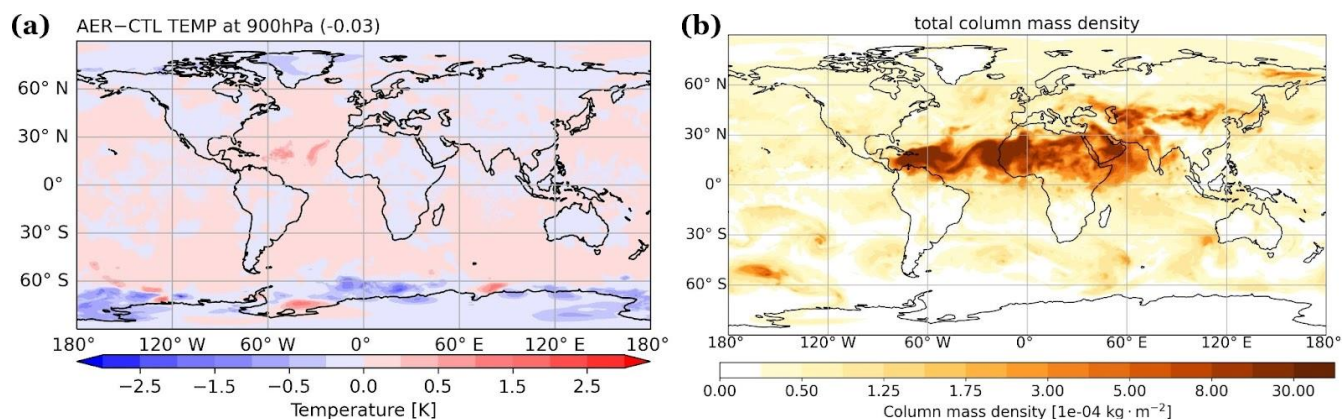 (a)
AER−CTL TEMP at 900hPa (-0.03)
60° N
30° N
0°
30° S
60° S
180° 120° W 60° W 0° 60° E 120° E 180°
−2.5 −1.5 −0.5 0.0 0.5 1.5 2.5
Temperature [K]
(b)
total column mass density
60° N
30° N
0°
30° S
60° S
180° 120° W 60° W 0° 60° E 120° E 180°
0.00 0.50 1.25 1.75 3.00 5.00 8.00 30.00
Column mass density [1e-04 kg · m⁻²]